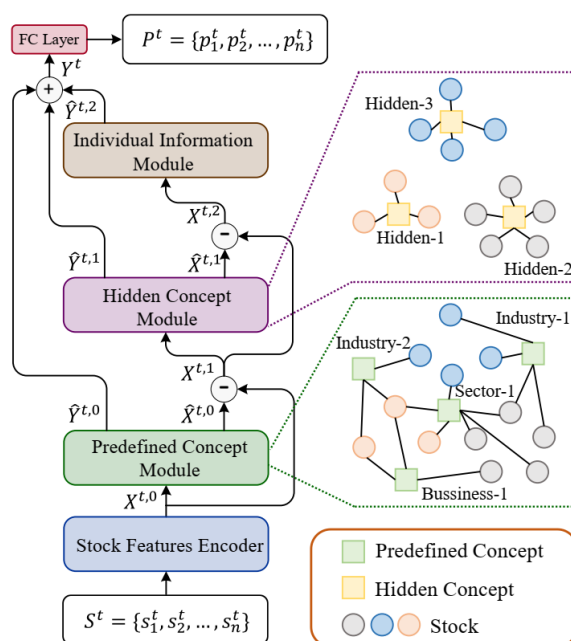 FC Layer
P^t = {p_1^t, p_2^t, ..., p_n^t}
Y^t
+
Ŷ^{t,2}
Individual Information
Module
X^{t,2}
-
Ŷ^{t,1}
X̂^{t,1}
Hidden Concept
Module
X^{t,1}
-
Ŷ^{t,0}
X̂^{t,0}
Predefined Concept
Module
X^{t,0}
Stock Features Encoder
S^t = {s_1^t, s_2^t, ..., s_n^t}
Hidden-3
Hidden-1
Hidden-2
Industry-1
Industry-2
Sector-1
Bussiness-1
Predefined Concept
Hidden Concept
Stock